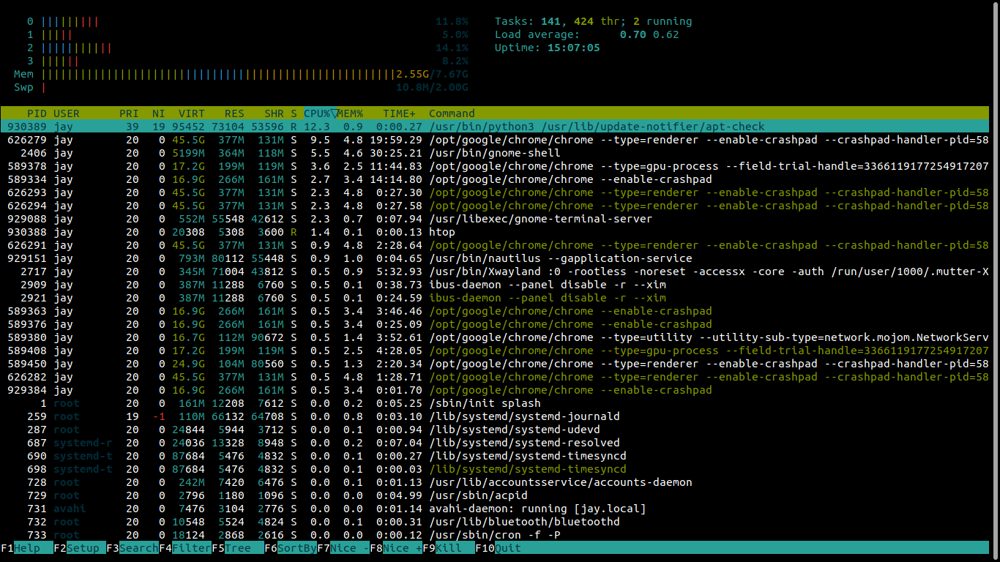 0 ||||||||| 11.8% Tasks: 141, 424 thr; 2 running
1 ||||| 5.0% Load average: 0.70 0.62
2 ||||||||||| 14.1% Uptime: 15:07:05
3 |||||| 8.2%
Mem ||||||||||||||||||||||||||||||||||||||||||||||||||||||2.55G/7.67G
Swp | 10.8M/2.00G
PID USER PRI NI VIRT RES SHR S CPU%▽MEM% TIME+ Command
930389 jay 39 19 95452 73104 53596 R 12.3 0.9 0:00.27 /usr/bin/python3 /usr/lib/update-notifier/apt-check
626279 jay 20 0 45.5G 377M 131M S 9.5 4.8 19:59.29 /opt/google/chrome/chrome --type=renderer --enable-crashpad --crashpad-handler-pid=58
2406 jay 20 0 5199M 364M 118M S 5.5 4.6 30:25.21 /usr/bin/gnome-shell
589378 jay 20 0 17.2G 199M 119M S 3.6 2.5 11:44.83 /opt/google/chrome/chrome --type=gpu-process --field-trial-handle=3366119177254917207
589334 jay 20 0 16.9G 266M 161M S 2.7 3.4 14:14.80 /opt/google/chrome/chrome --enable-crashpad
626293 jay 20 0 45.5G 377M 131M S 2.3 4.8 0:27.30 /opt/google/chrome/chrome --type=renderer --enable-crashpad --crashpad-handler-pid=58
626294 jay 20 0 45.5G 377M 131M S 2.3 4.8 0:27.58 /opt/google/chrome/chrome --type=renderer --enable-crashpad --crashpad-handler-pid=58
929088 jay 20 0 552M 55548 42612 S 2.3 0.7 0:07.94 /usr/libexec/gnome-terminal-server
930388 jay 20 0 20308 5308 3600 R 1.4 0.1 0:00.13 htop
626291 jay 20 0 45.5G 377M 131M S 0.9 4.8 2:28.64 /opt/google/chrome/chrome --type=renderer --enable-crashpad --crashpad-handler-pid=58
929151 jay 20 0 793M 80112 55448 S 0.9 1.0 0:04.65 /usr/bin/nautilus --gapplication-service
2717 jay 20 0 345M 71004 43812 S 0.5 0.9 5:32.93 /usr/bin/Xwayland :0 -rootless -noreset -accessx -core -auth /run/user/1000/.mutter-X
2909 jay 20 0 387M 11288 6760 S 0.5 0.1 0:38.73 ibus-daemon --panel disable -r --xim
2921 jay 20 0 387M 11288 6760 S 0.5 0.1 0:24.59 ibus-daemon --panel disable -r --xim
589363 jay 20 0 16.9G 266M 161M S 0.5 3.4 3:46.46 /opt/google/chrome/chrome --enable-crashpad
589376 jay 20 0 16.9G 266M 161M S 0.5 3.4 0:25.09 /opt/google/chrome/chrome --enable-crashpad
589380 jay 20 0 16.7G 112M 90672 S 0.5 1.4 3:52.61 /opt/google/chrome/chrome --type=utility --utility-sub-type=network.mojom.NetworkServ
589408 jay 20 0 17.2G 199M 119M S 0.5 2.5 4:28.05 /opt/google/chrome/chrome --type=gpu-process --field-trial-handle=3366119177254917207
589450 jay 20 0 24.9G 104M 80560 S 0.5 1.3 2:20.34 /opt/google/chrome/chrome --type=renderer --enable-crashpad --crashpad-handler-pid=58
626282 jay 20 0 45.5G 377M 131M S 0.5 4.8 1:28.71 /opt/google/chrome/chrome --type=renderer --enable-crashpad --crashpad-handler-pid=58
929384 jay 20 0 16.9G 266M 161M S 0.5 3.4 0:01.70 /opt/google/chrome/chrome --enable-crashpad
1 root 20 0 161M 12208 7612 S 0.0 0.2 0:05.25 /sbin/init splash
259 root 19 -1 110M 66132 64708 S 0.0 0.8 0:03.10 /lib/systemd/systemd-journald
287 root 20 0 24844 5944 3712 S 0.0 0.1 0:00.94 /lib/systemd/systemd-udevd
687 systemd-r 20 0 24036 13328 8948 S 0.0 0.2 0:07.04 /lib/systemd/systemd-resolved
690 systemd-t 20 0 87684 5476 4832 S 0.0 0.1 0:00.27 /lib/systemd/systemd-timesyncd
698 systemd-t 20 0 87684 5476 4832 S 0.0 0.1 0:00.03 /lib/systemd/systemd-timesyncd
728 root 20 0 242M 7420 6476 S 0.0 0.1 0:01.13 /usr/lib/accountsservice/accounts-daemon
729 root 20 0 2796 1180 1096 S 0.0 0.0 0:04.99 /usr/sbin/acpid
731 avahi 20 0 7476 3104 2776 S 0.0 0.0 0:01.14 avahi-daemon: running [jay.local]
732 root 20 0 10548 5524 4824 S 0.0 0.1 0:00.31 /usr/lib/bluetooth/bluetoothd
733 root 20 0 18124 2868 2616 S 0.0 0.0 0:00.12 /usr/sbin/cron -f -P
F1Help F2Setup F3SearchF4FilterF5Tree F6SortByF7Nice -F8Nice +F9Kill F10Quit